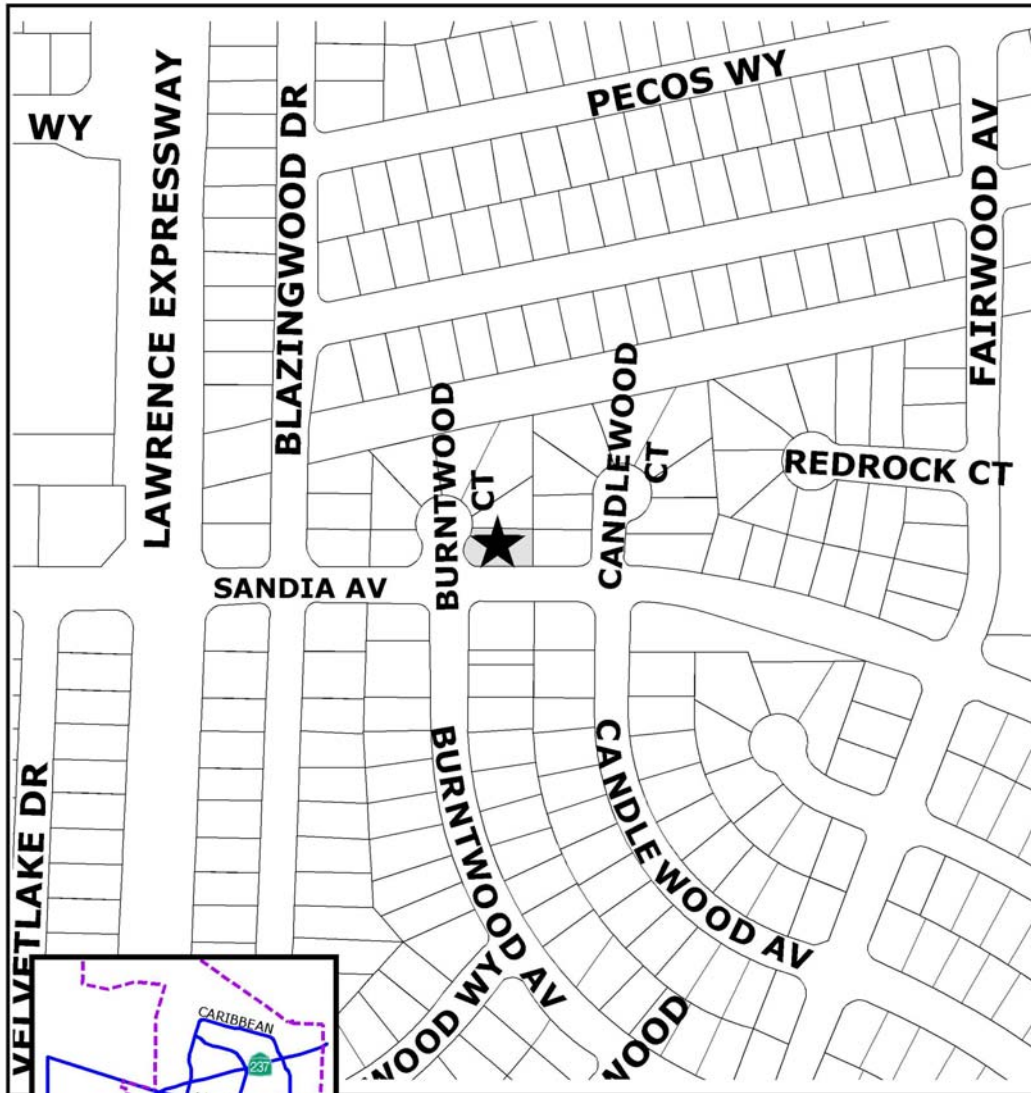 PECOS WY
WY
LAWRENCE EXPRESSWAY
BLAZINGWOOD DR
FAIRWOOD AV
BURNTWOOD
CT
CANDLEWOOD
CT
REDROCK CT
SANDIA AV
BURNTWOOD AV
CANDLEWOOD AV
VELVETLAKE DR
WOOD WY
WOOD
CARIBBEAN
237